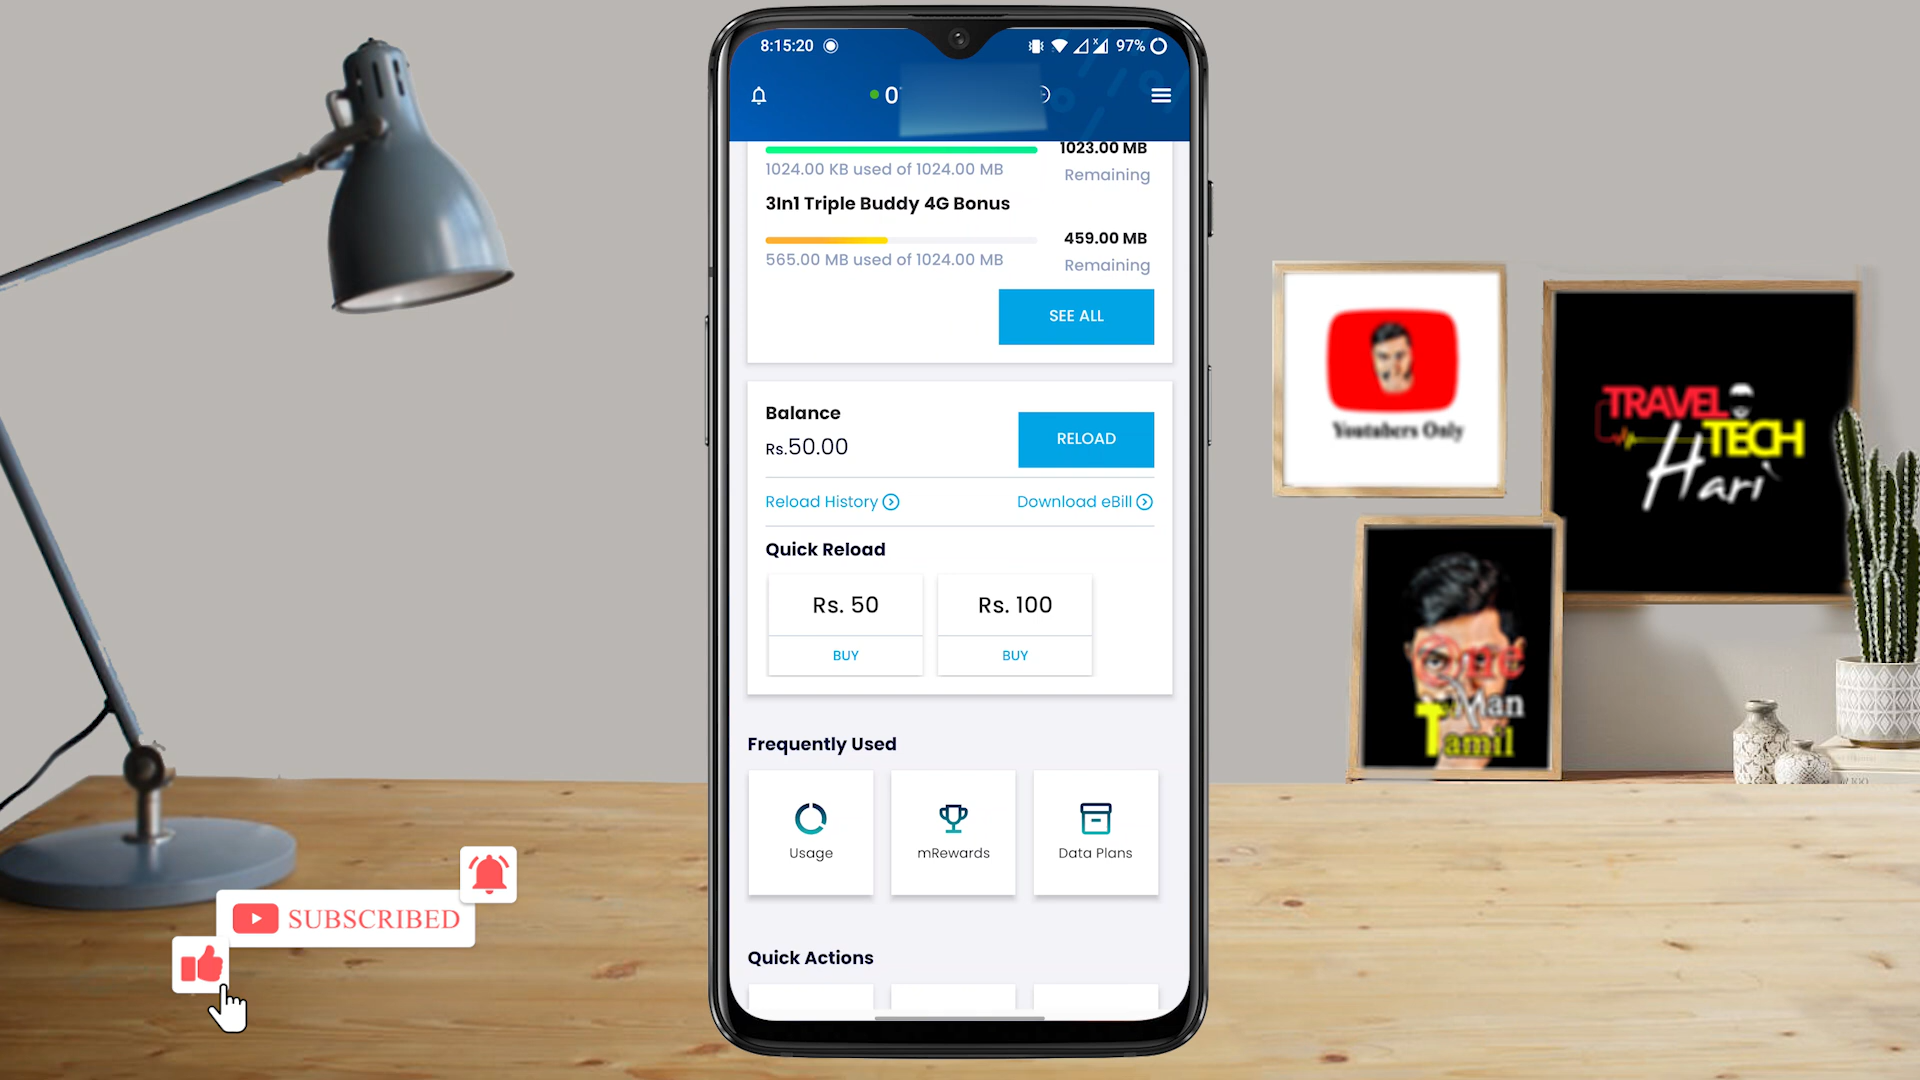 8:15:20
97%
0
1023.00 MB
1024.00 KB used of 1024.00 MB
Remaining
3In1 Triple Buddy 4G Bonus
459.00 MB
565.00 MB used of 1024.00 MB
Remaining
SEE ALL
Balance
Rs.50.00
RELOAD
Reload History
Download eBill
Quick Reload
Rs. 50
Rs. 100
BUY
BUY
Frequently Used
Usage
mRewards
Data Plans
Quick Actions
SUBSCRIBED
Youtubers Only
TRAVEL
TECH
Hari
One
Man
Tamil